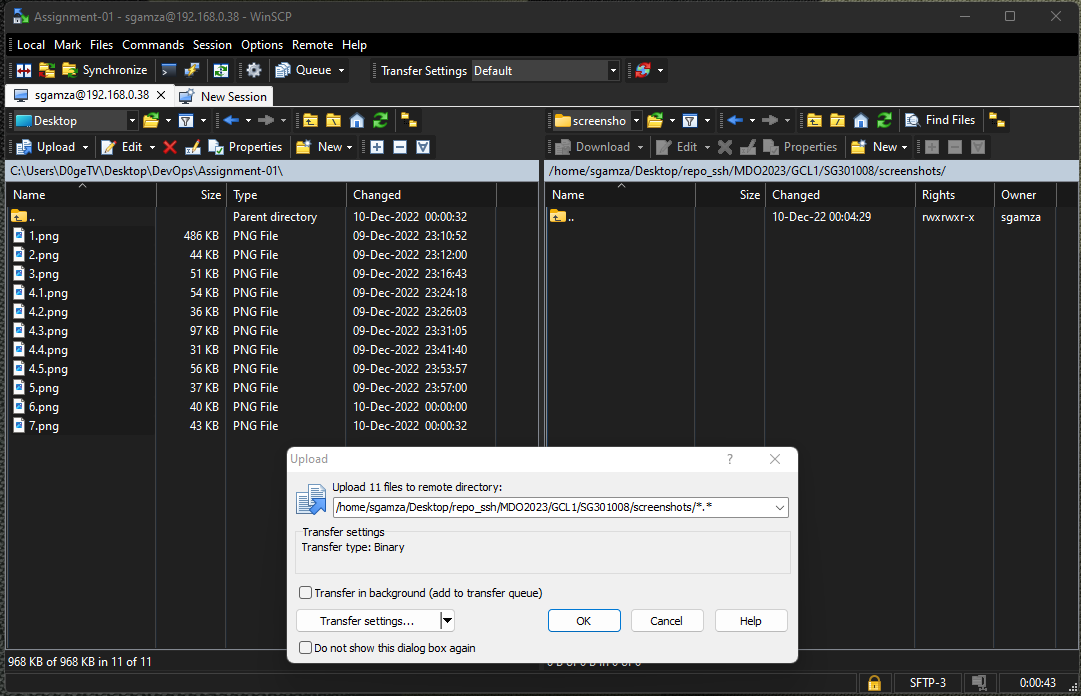 Assignment-01 - sgamza@192.168.0.38 - WinSCP
Local Mark Files Commands Session Options Remote Help
Synchronize Queue Transfer Settings Default
sgamza@192.168.0.38 New Session
Desktop screensho Find Files
Upload Edit Properties New Download Edit Properties New
C:\Users\D0geTV\Desktop\DevOps\Assignment-01\ /home/sgamza/Desktop/repo_ssh/MDO2023/GCL1/SG301008/screenshots/
Name Size Type Changed Name Size Changed Rights Owner
.. Parent directory 10-Dec-2022 00:00:32 .. 10-Dec-22 00:04:29 rwxrwxr-x sgamza
1.png 486 KB PNG File 09-Dec-2022 23:10:52
2.png 44 KB PNG File 09-Dec-2022 23:12:00
3.png 51 KB PNG File 09-Dec-2022 23:16:43
4.1.png 54 KB PNG File 09-Dec-2022 23:24:18
4.2.png 36 KB PNG File 09-Dec-2022 23:26:03
4.3.png 97 KB PNG File 09-Dec-2022 23:31:05
4.4.png 31 KB PNG File 09-Dec-2022 23:41:40
4.5.png 56 KB PNG File 09-Dec-2022 23:53:57
5.png 37 KB PNG File 09-Dec-2022 23:57:00
6.png 40 KB PNG File 10-Dec-2022 00:00:00
7.png 43 KB PNG File 10-Dec-2022 00:00:32
Upload ?
Upload 11 files to remote directory:
/home/sgamza/Desktop/repo_ssh/MDO2023/GCL1/SG301008/screenshots/*.*
Transfer settings
Transfer type: Binary
Transfer in background (add to transfer queue)
Transfer settings... OK Cancel Help
Do not show this dialog box again
968 KB of 968 KB in 11 of 11
SFTP-3 0:00:43